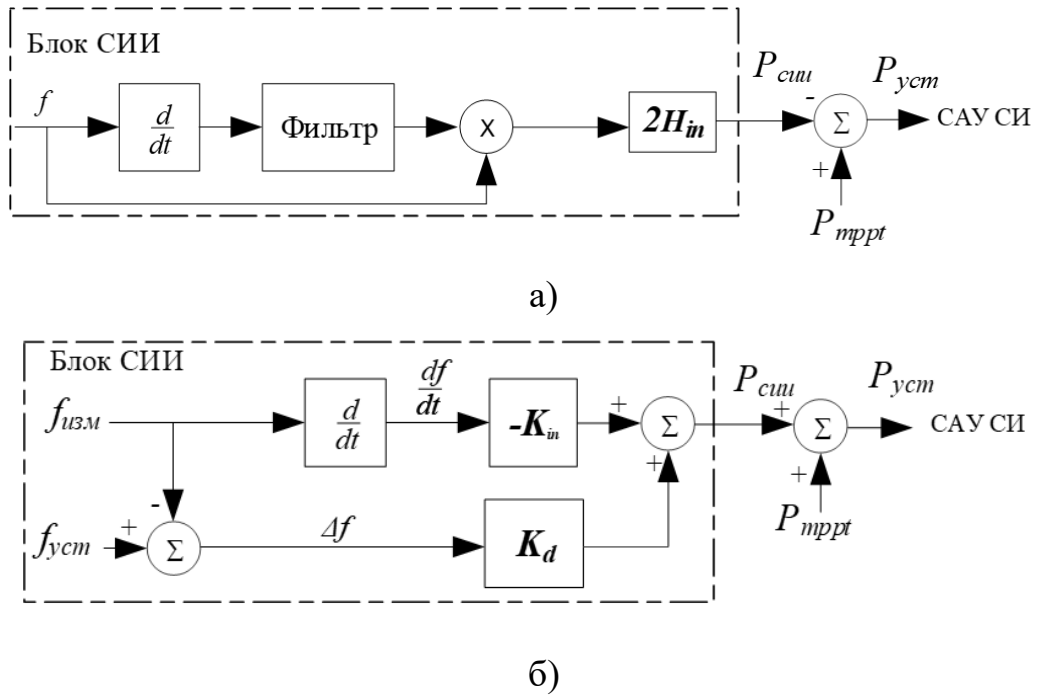 Блок СИИ
f
d
dt
Фильтр
X
2H_in
P_сии
-
Σ
P_уст
САУ СИ
+
P_mppt
а)
Блок СИИ
f_изм
d
dt
df
dt
-K_in
+
Σ
+
P_сии
+
Σ
P_уст
САУ СИ
+
P_mppt
-
f_уст
+
Σ
Δf
K_d
б)